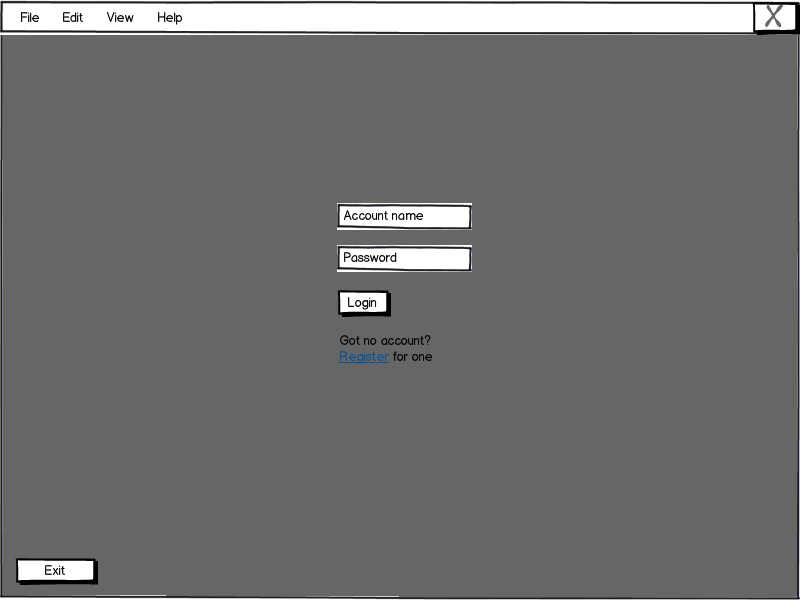 File Edit View Help X
Account name
Password
Login
Got no account?
Register for one
Exit